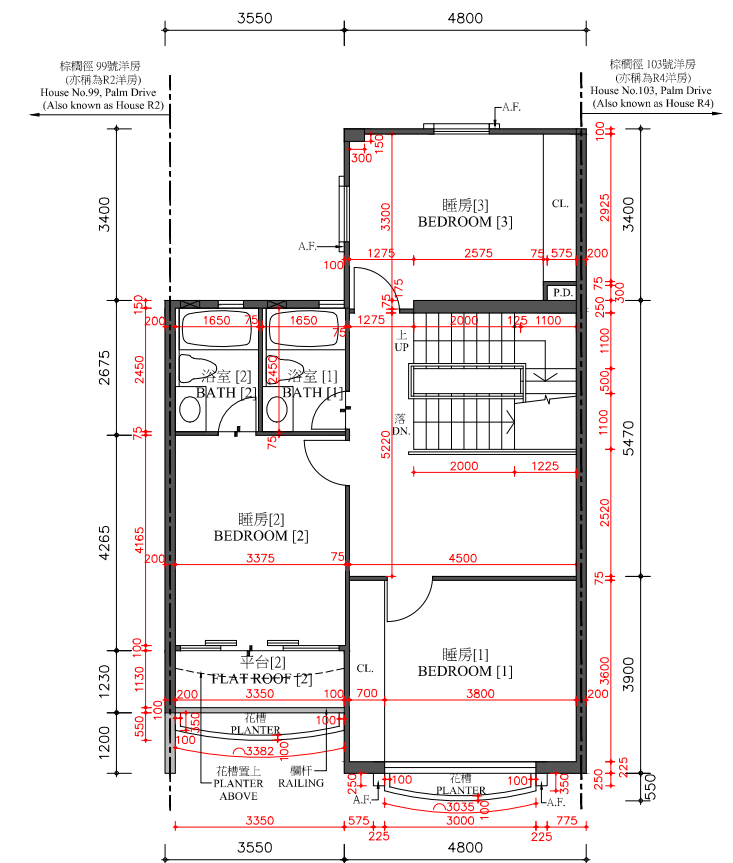 3550
4800
棕櫚徑 99號洋房
(亦稱為R2洋房)
House No.99, Palm Drive
(Also known as House R2)
棕櫚徑 103號洋房
(亦稱為R4洋房)
House No.103, Palm Drive
(Also known as House R4)
A.F.
100
150
300
3400
3300
睡房[3]
BEDROOM [3]
CL.
2925
3400
A.F.
1275
2575
75
575
200
100
175
75
P.D.
75
300
250
150
200
1650
75
1650
75
1275
2000
125
1100
上
UP
1100
2675
2450
2450
浴室 [2]
BATH [2]
浴室 [1]
BATH [1]
500
落
DN.
1100
75
75
5220
5470
2000
1225
2520
4265
4165
睡房[2]
BEDROOM [2]
200
3375
75
4500
75
100
平台[2]
FLAT ROOF [2]
睡房[1]
BEDROOM [1]
CL.
1230
1130
200
3350
100
700
3800
200
3600
3900
100
550
350
花槽
PLANTER
100
100
100
3382
1200
花槽置上
PLANTER
ABOVE
欄杆
RAILING
250
A.F.
100
花槽
PLANTER
100
3035
100
A.F.
350
250
225
550
3350
575
225
3000
225
775
3550
4800